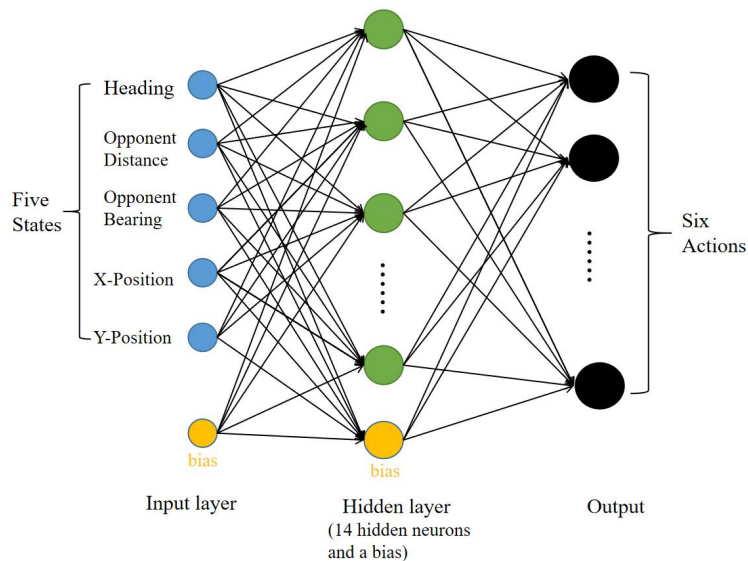 Heading
Opponent
Distance
Five
States
Opponent
Bearing
X-Position
Y-Position
bias
Input layer
bias
Hidden layer
(14 hidden neurons
and a bias)
Six
Actions
Output